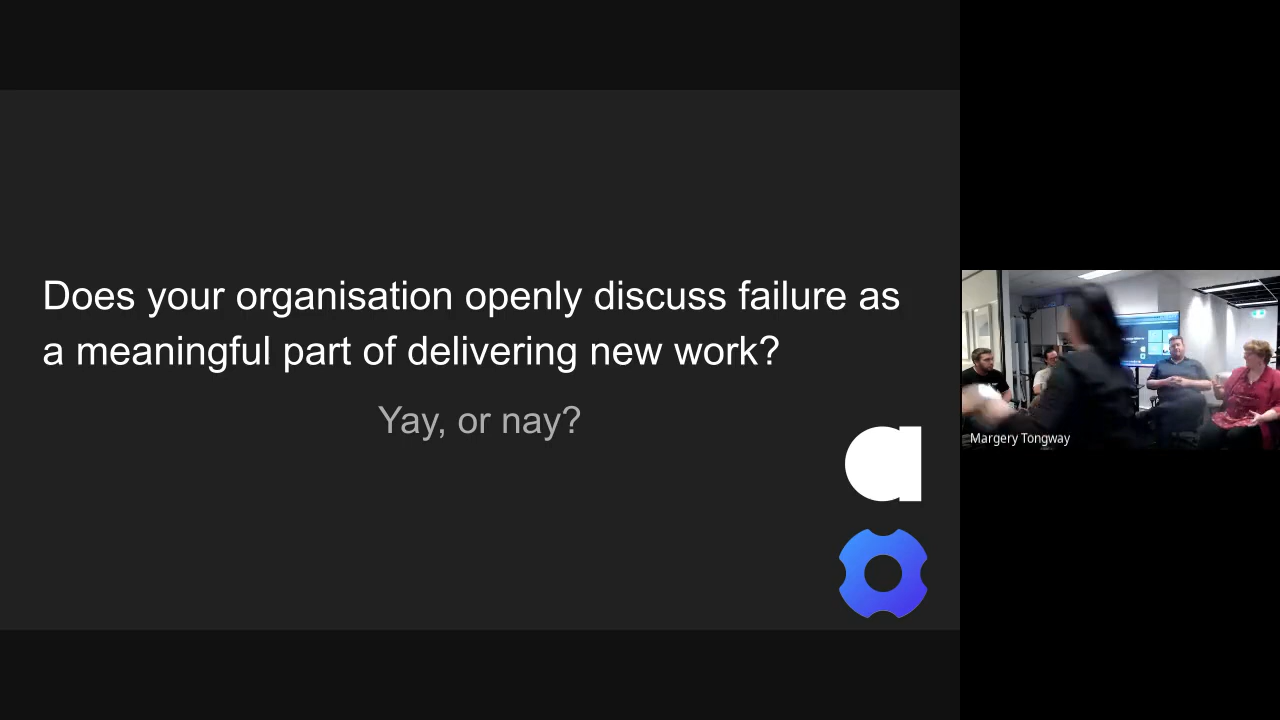 Does your organisation openly discuss failure as
a meaningful part of delivering new work?
Yay, or nay?
Margery Tongway